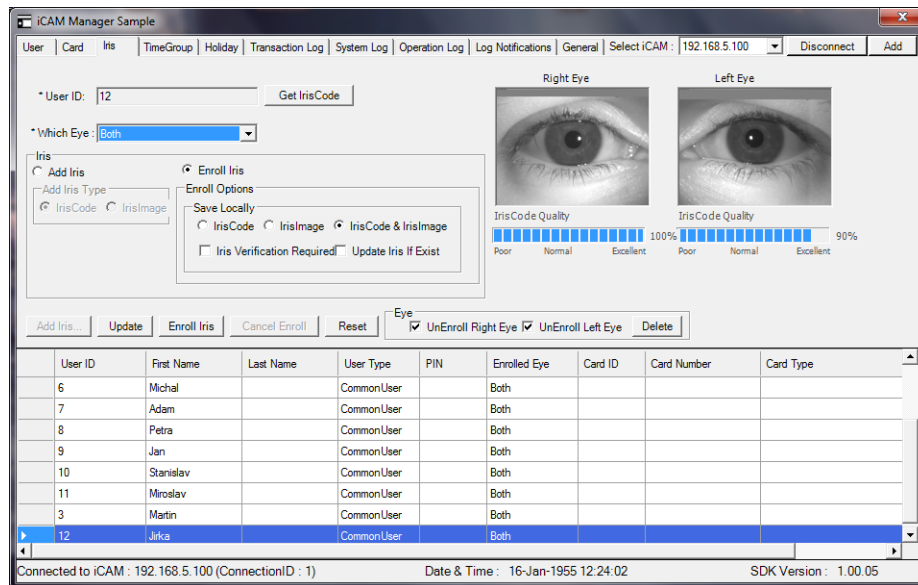 iCAM Manager Sample
User Card Iris TimeGroup Holiday Transaction Log System Log Operation Log Log Notifications General Select iCAM : 192.168.5.100 Disconnect Add
Right Eye Left Eye
* User ID: 12 Get IrisCode
* Which Eye : Both
Iris
Add Iris Enroll Iris
Add Iris Type Enroll Options
IrisCode IrisImage Save Locally
IrisCode IrisImage IrisCode & IrisImage
Iris Verification Required Update Iris If Exist
IrisCode Quality IrisCode Quality
100% 90%
Poor Normal Excellent Poor Normal Excellent
Add Iris... Update Enroll Iris Cancel Enroll Reset Eye UnEnroll Right Eye UnEnroll Left Eye Delete
User ID First Name Last Name User Type PIN Enrolled Eye Card ID Card Number Card Type
6 Michal CommonUser Both
7 Adam CommonUser Both
8 Petra CommonUser Both
9 Jan CommonUser Both
10 Stanislav CommonUser Both
11 Miroslav CommonUser Both
3 Martin CommonUser Both
12 Jirka CommonUser Both
Connected to iCAM : 192.168.5.100 (ConnectionID : 1) Date & Time : 16-Jan-1955 12:24:02 SDK Version : 1.00.05